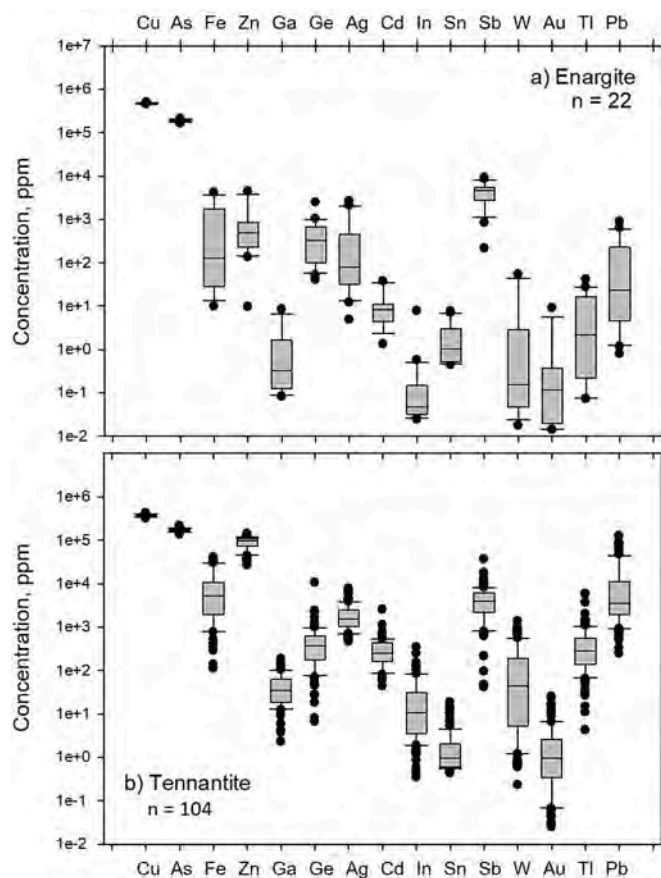 Cu As Fe Zn Ga Ge Ag Cd In Sn Sb W Au Tl Pb
1e+7
a) Enargite
n = 22
1e+6
1e+5
1e+4
1e+3
1e+2
1e+1
1e+0
1e-1
1e-2
Concentration, ppm
1e+6
1e+5
1e+4
1e+3
1e+2
1e+1
1e+0
1e-1
1e-2
Concentration, ppm
b) Tennantite
n = 104
Cu As Fe Zn Ga Ge Ag Cd In Sn Sb W Au Tl Pb